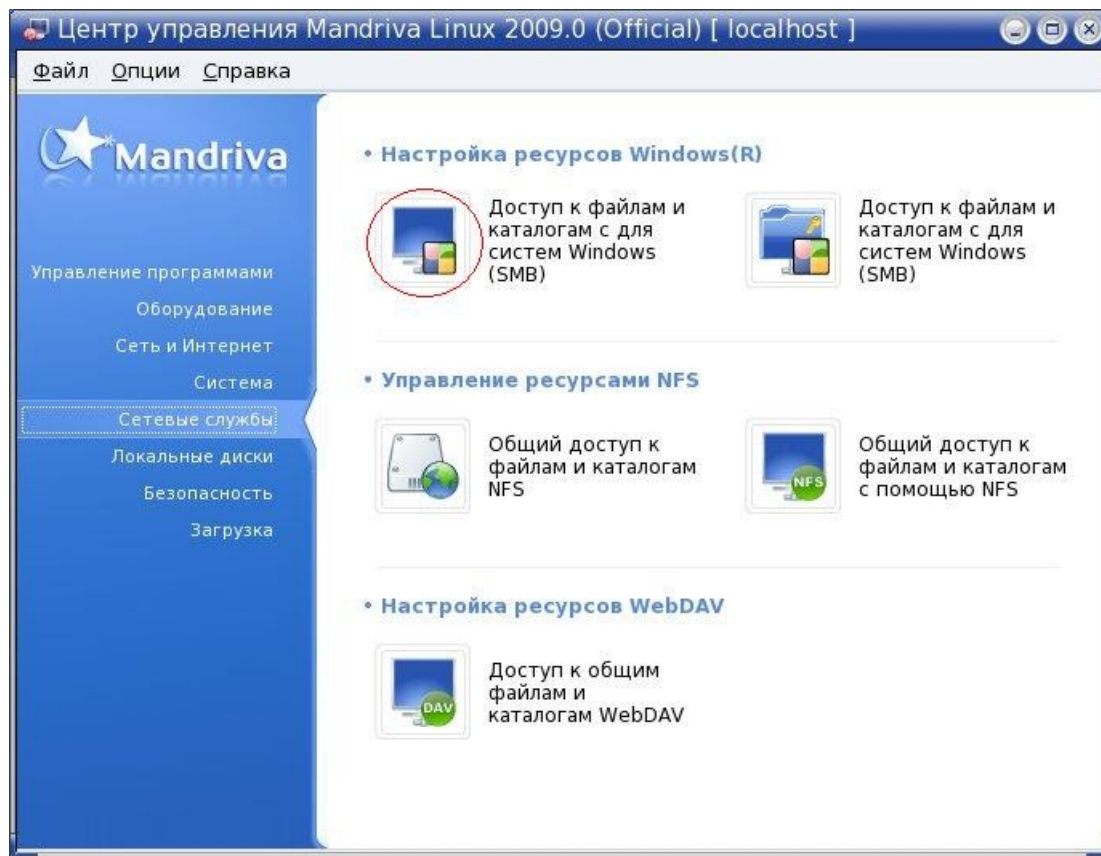 Центр управления Mandriva Linux 2009.0 (Official) [ localhost ]
Файл Опции Справка
Mandriva
Управление программами
Оборудование
Сеть и Интернет
Система
Сетевые службы
Локальные диски
Безопасность
Загрузка
• Настройка ресурсов Windows(R)
Доступ к файлам и
каталогам с для
систем Windows
(SMB)
Доступ к файлам и
каталогам с для
систем Windows
(SMB)
• Управление ресурсами NFS
Общий доступ к
файлам и каталогам
NFS
NFS
Общий доступ к
файлам и каталогам
с помощью NFS
• Настройка ресурсов WebDAV
DAV
Доступ к общим
файлам и
каталогам WebDAV